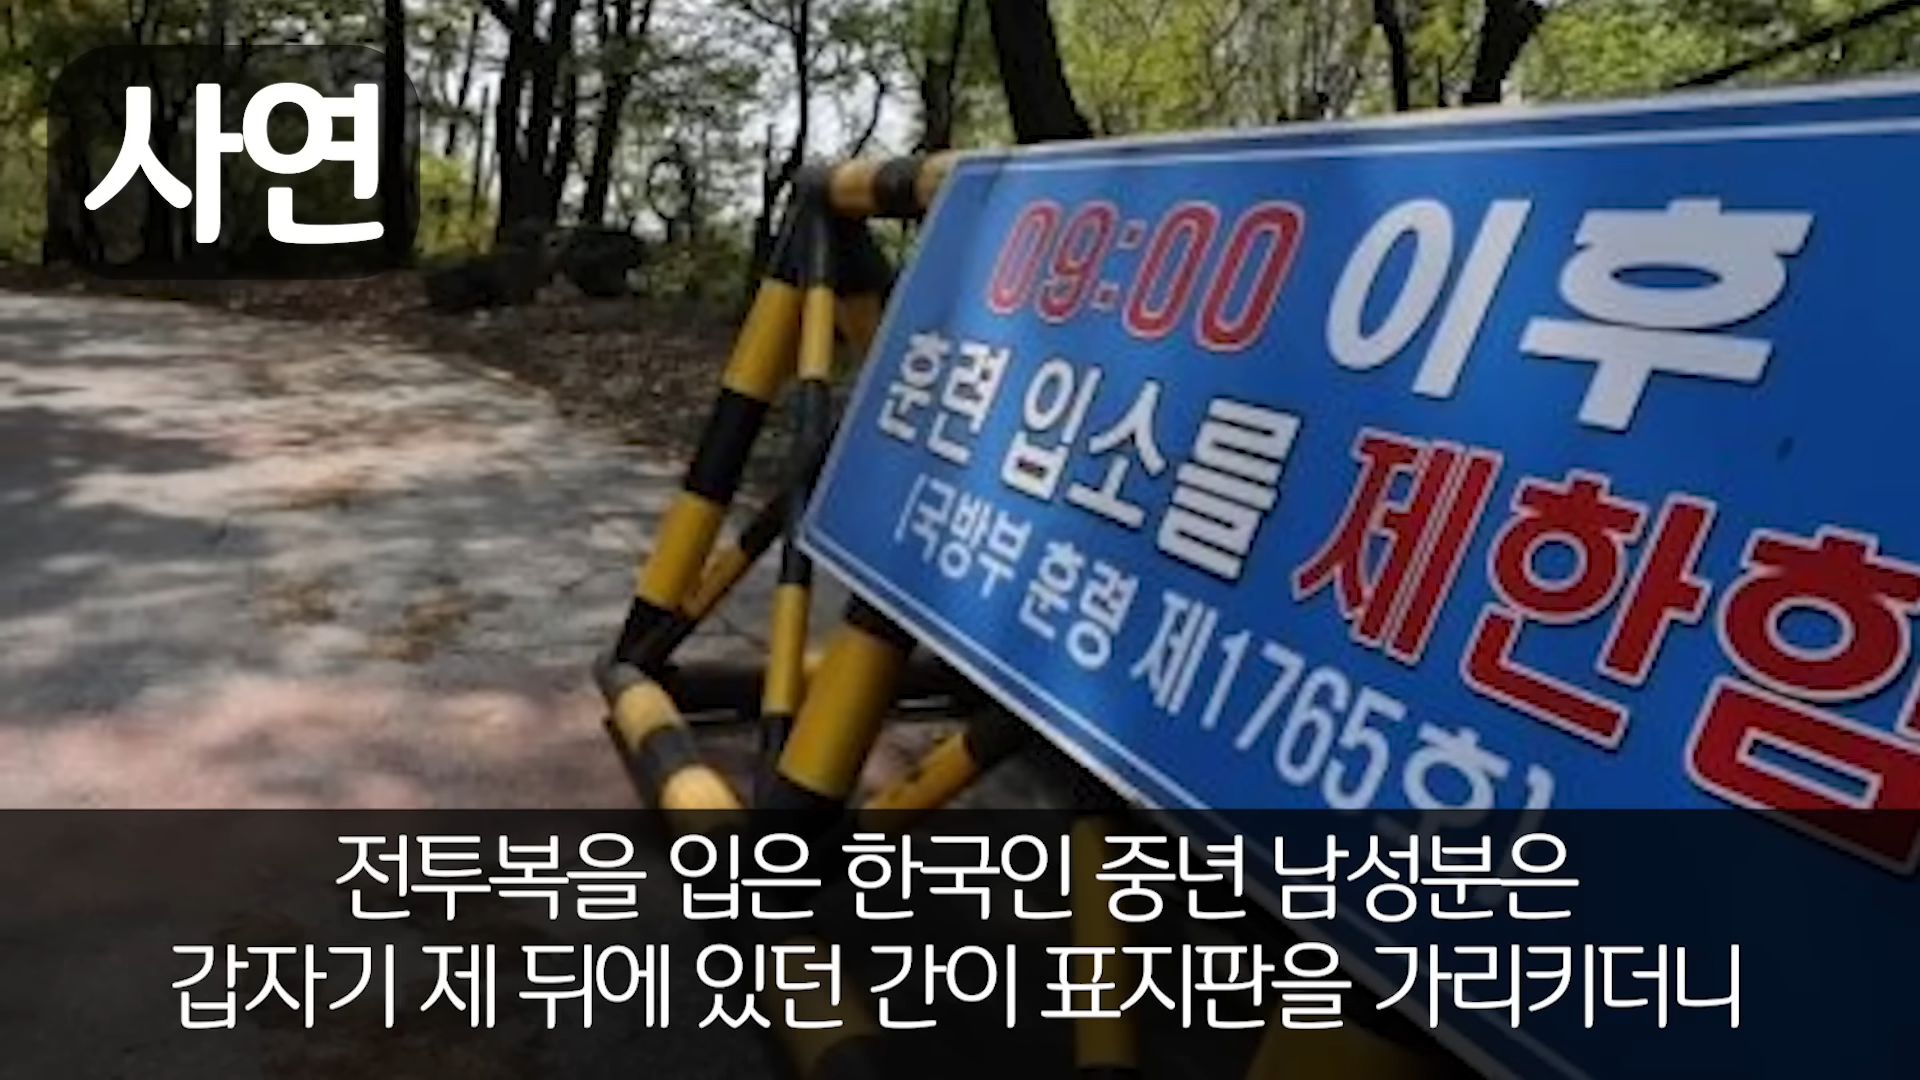 사연
09:00 이후
훈련 입소를 제한함
[국방부 훈령 제1765호]
전투복을 입은 한국인 중년 남성분은
갑자기 제 뒤에 있던 간이 표지판을 가리키더니